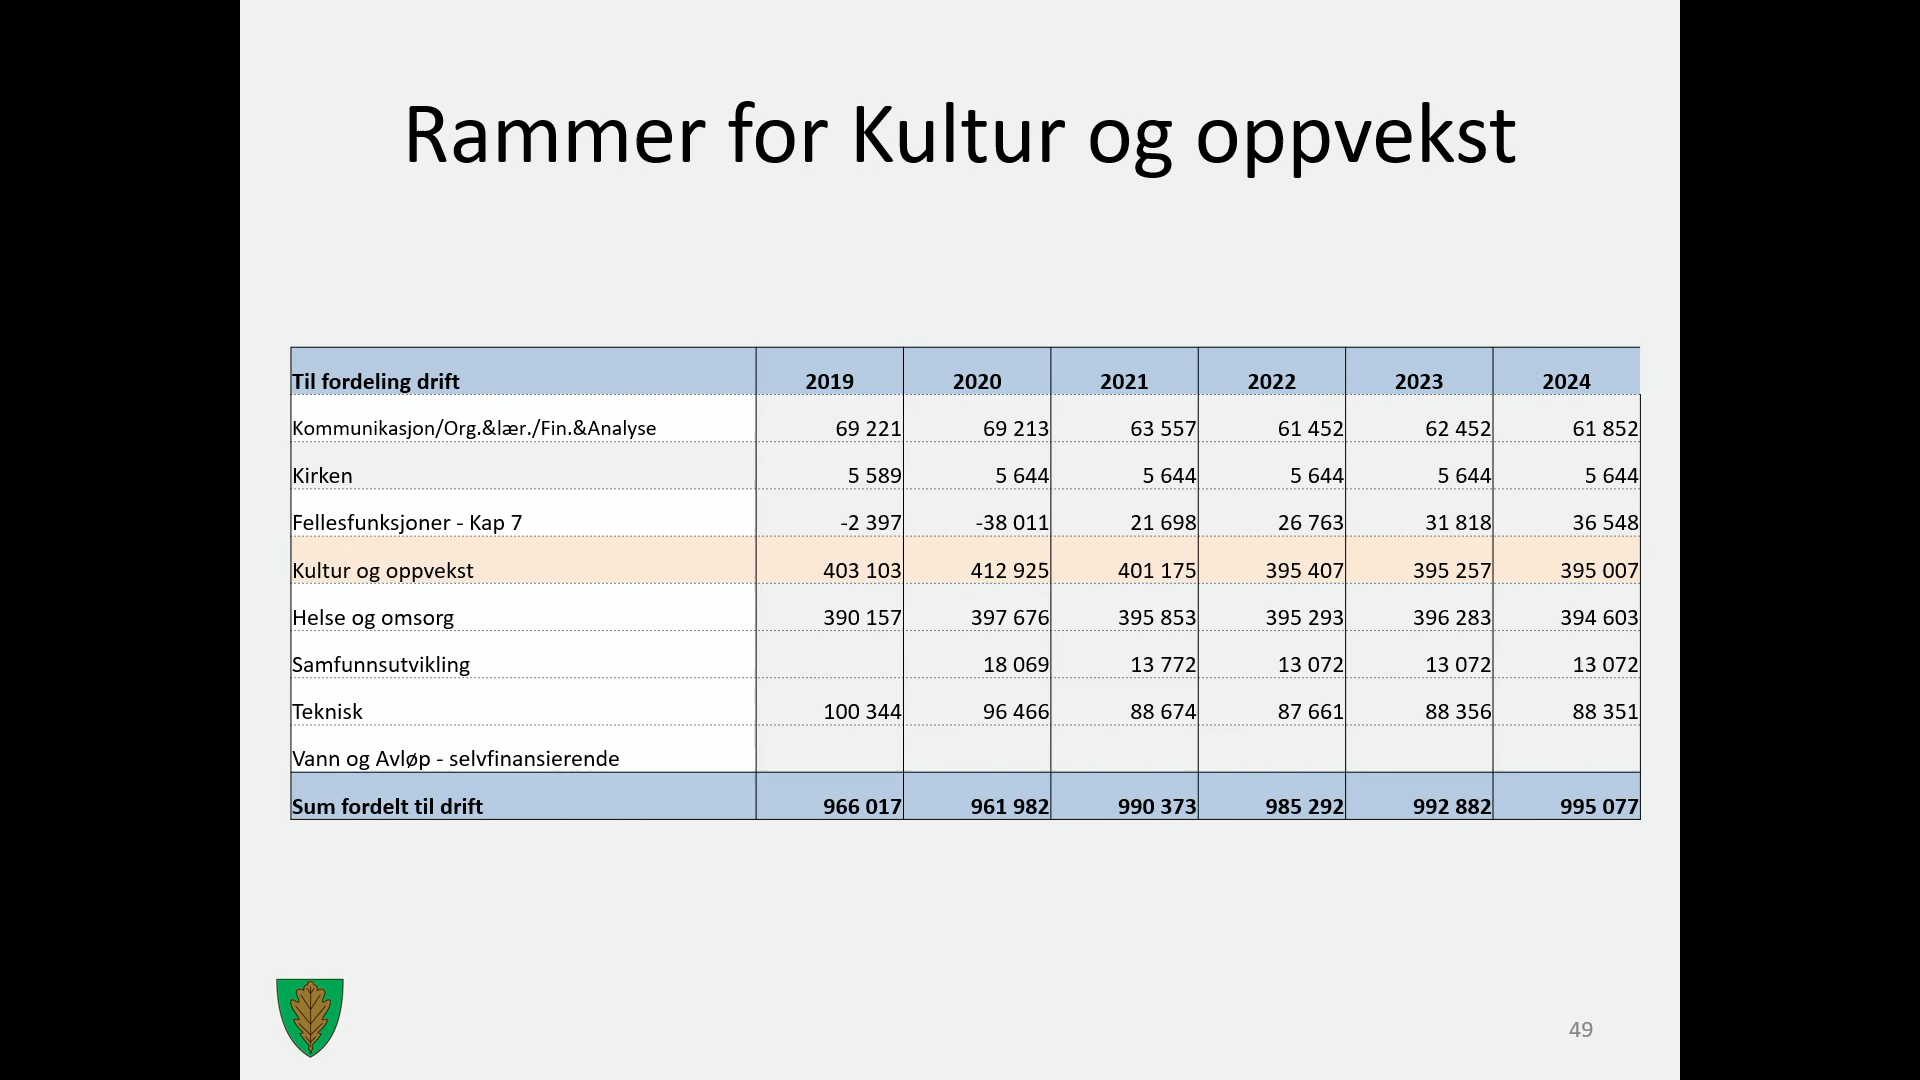 Rammer for Kultur og oppvekst
Til fordeling drift 2019 2020 2021 2022 2023 2024
Kommunikasjon/Org.&lær./Fin.&Analyse 69 221 69 213 63 557 61 452 62 452 61 852
Kirken 5 589 5 644 5 644 5 644 5 644 5 644
Fellesfunksjoner - Kap 7 -2 397 -38 011 21 698 26 763 31 818 36 548
Kultur og oppvekst 403 103 412 925 401 175 395 407 395 257 395 007
Helse og omsorg 390 157 397 676 395 853 395 293 396 283 394 603
Samfunnsutvikling 18 069 13 772 13 072 13 072 13 072
Teknisk 100 344 96 466 88 674 87 661 88 356 88 351
Vann og Avløp - selvfinansierende
Sum fordelt til drift 966 017 961 982 990 373 985 292 992 882 995 077
49